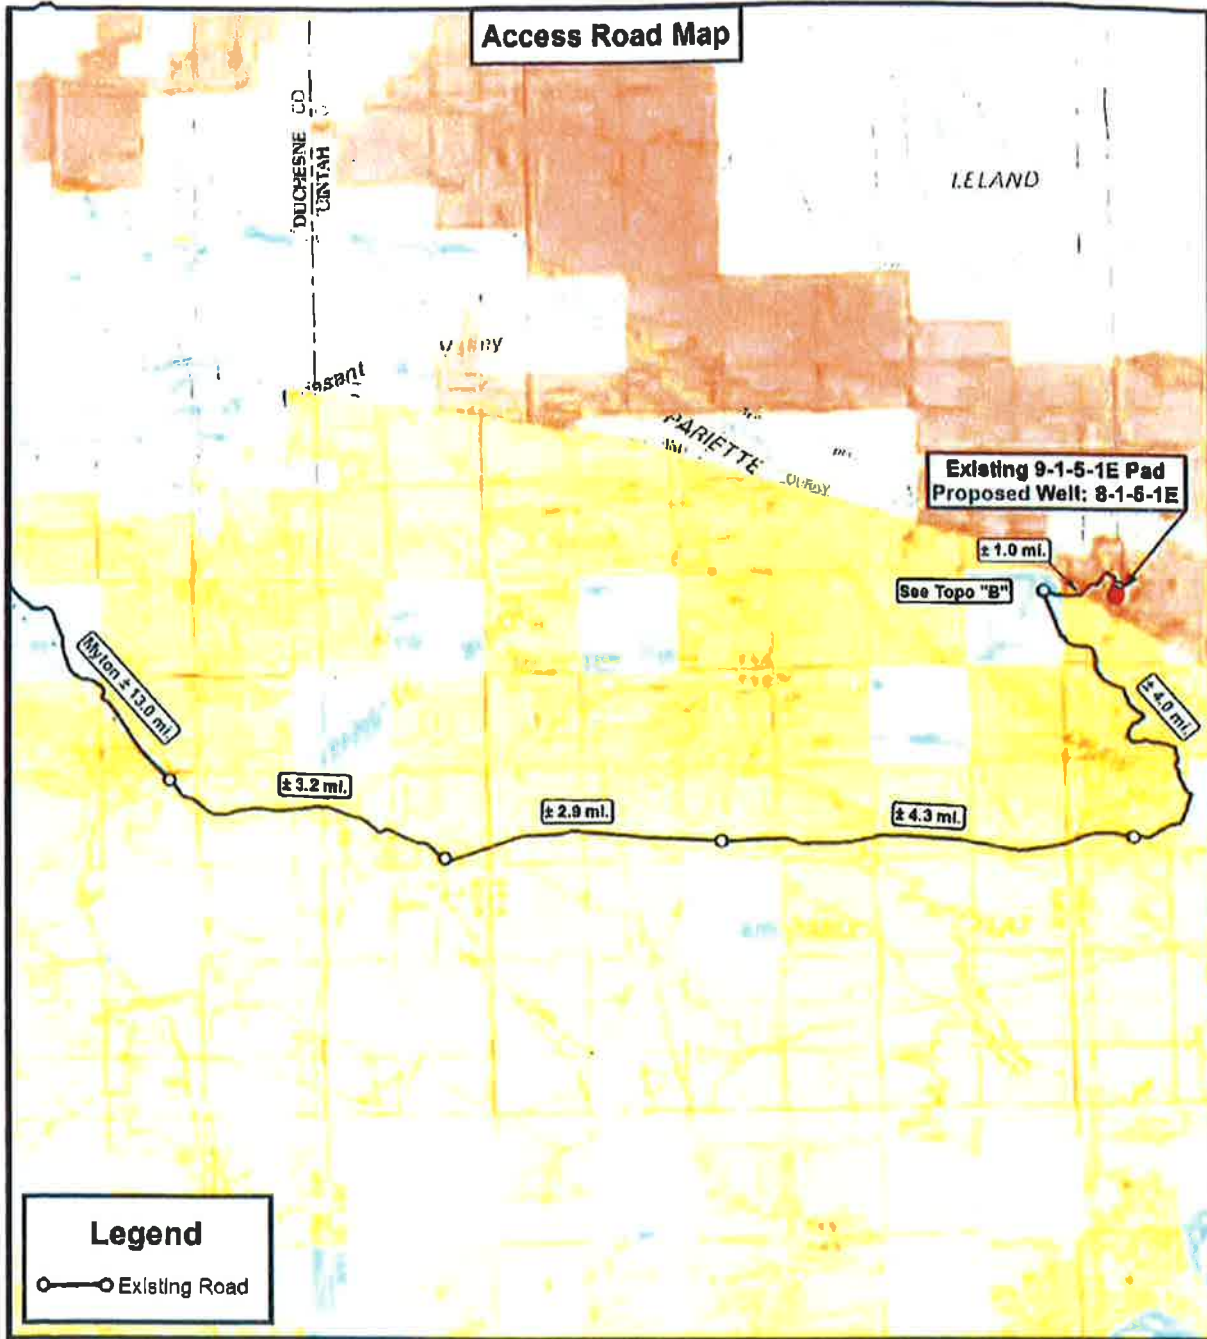 Access Road Map
DUCHESNE CO
UINTAH
LELAND
PARIETTE
Existing 9-1-5-1E Pad
Proposed Well: 8-1-5-1E
± 1.0 mi.
See Topo "B"
± 4.0 mi.
Myton ± 13.0 mi.
± 3.2 mi.
± 2.9 mi.
± 4.3 mi.
Legend
Existing Road